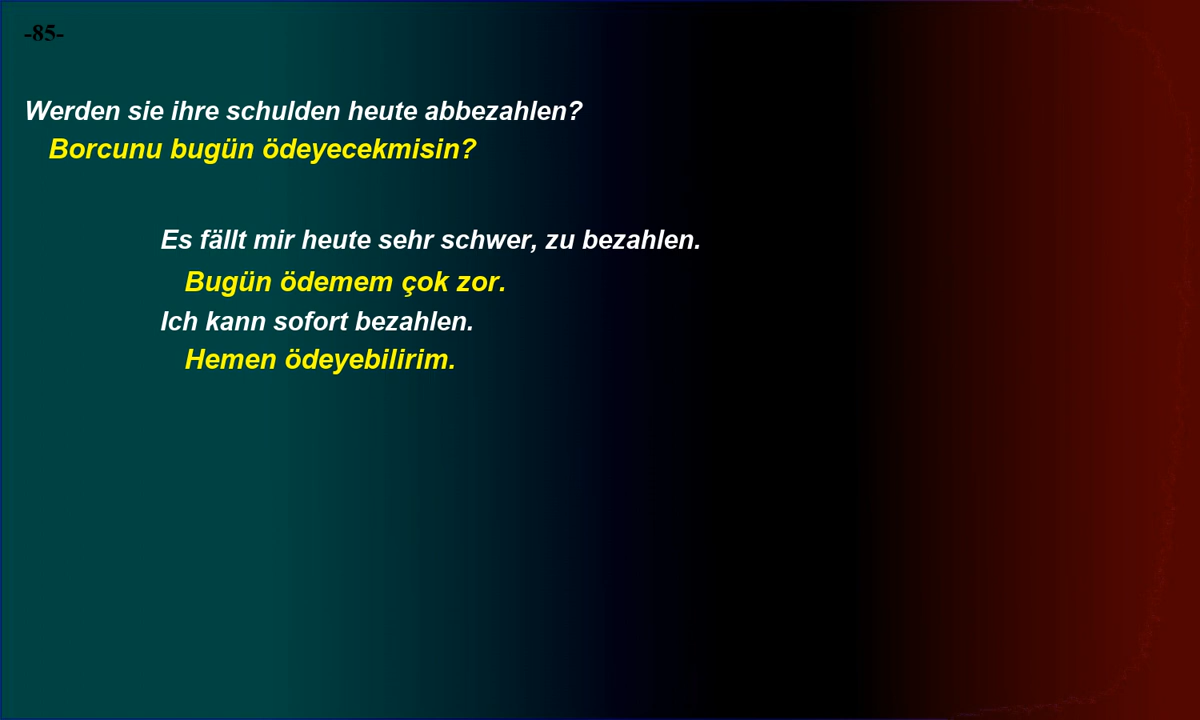 -85-
Werden sie ihre schulden heute abbezahlen?
Borcunu bugün ödeyecekmisin?
Es fällt mir heute sehr schwer, zu bezahlen.
Bugün ödemem çok zor.
Ich kann sofort bezahlen.
Hemen ödeyebilirim.